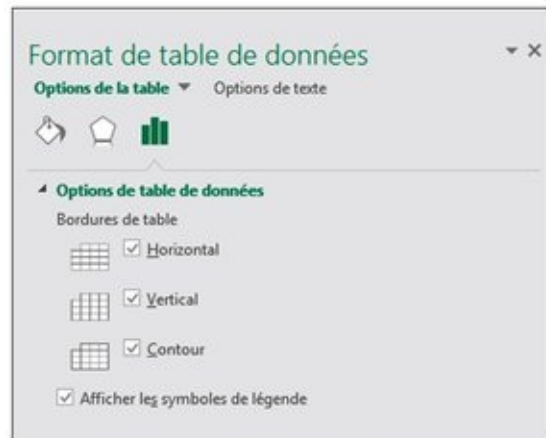 Format de table de données
Options de la table Options de texte
Options de table de données
Bordures de table
Horizontal
Vertical
Contour
Afficher les symboles de légende